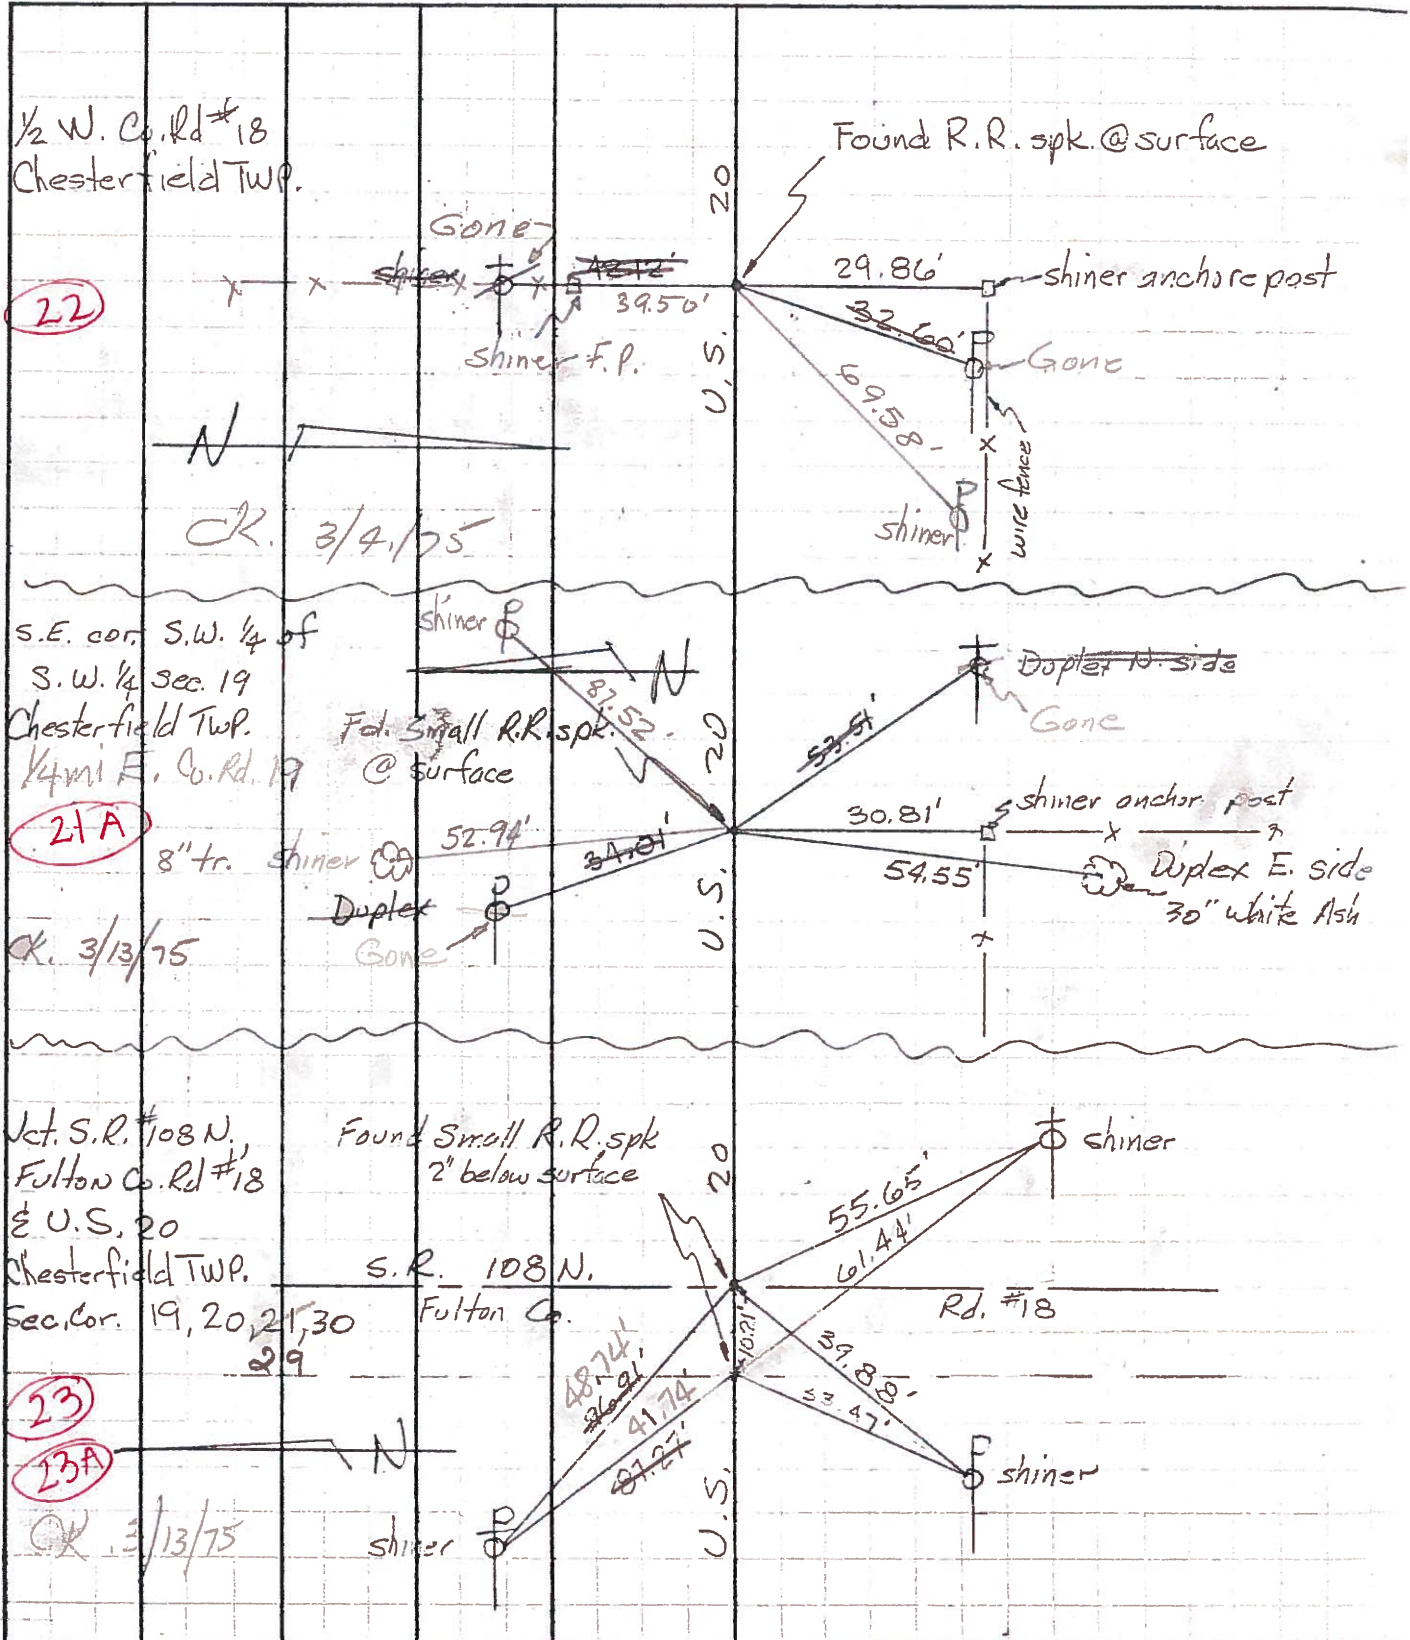 1/2 W. Co. Rd #18
Chesterfield TWP.
22
Found R.R. spk. @ surface
Gone
shiner
42.12'
39.50'
shiner F.P.
U.S. 20
29.86'
shiner anchore post
32.60'
Gone
69.58'
shiner
wire fence
N
CK. 3/4/75
S.E. cor. S.W. 1/4 of
S.W. 1/4 Sec. 19
Chesterfield TWP.
1/4 mi E. Co. Rd. 19
21A
shiner
N
87.52'
Fd. Small R.R. spk.
@ surface
U.S. 20
53.51'
Duplex N. side
Gone
30.81'
shiner anchor post
54.55'
Duplex E. side
30" White Ash
8" tr. shiner
52.94'
Duplex
Gone
CK. 3/13/75
Jct. S.R. #108 N.,
Fulton Co. Rd #18
& U.S. 20
Chesterfield TWP.
Sec. Cor. 19, 20, 21, 30
29
23
23A
Found Small R.R. spk
2" below surface
U.S. 20
S.R. 108 N.
Fulton Co.
Rd. #18
55.65'
61.44'
shiner
10.21'
39.88'
53.47'
shiner
48.74'
41.74'
N
CK. 3/13/75
shiner